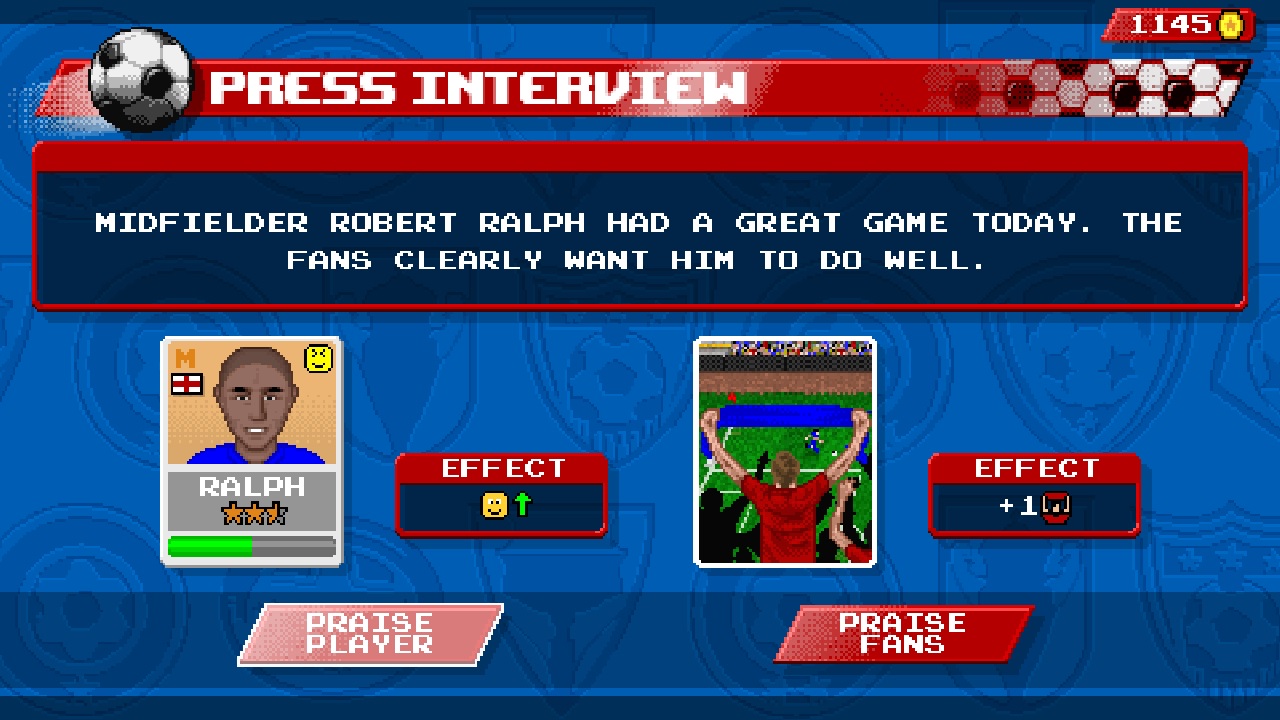 1145
PRESS INTERVIEW
MIDFIELDER ROBERT RALPH HAD A GREAT GAME TODAY. THE
FANS CLEARLY WANT HIM TO DO WELL.
M
RALPH
EFFECT
EFFECT
+1
PRAISE
PLAYER
PRAISE
FANS